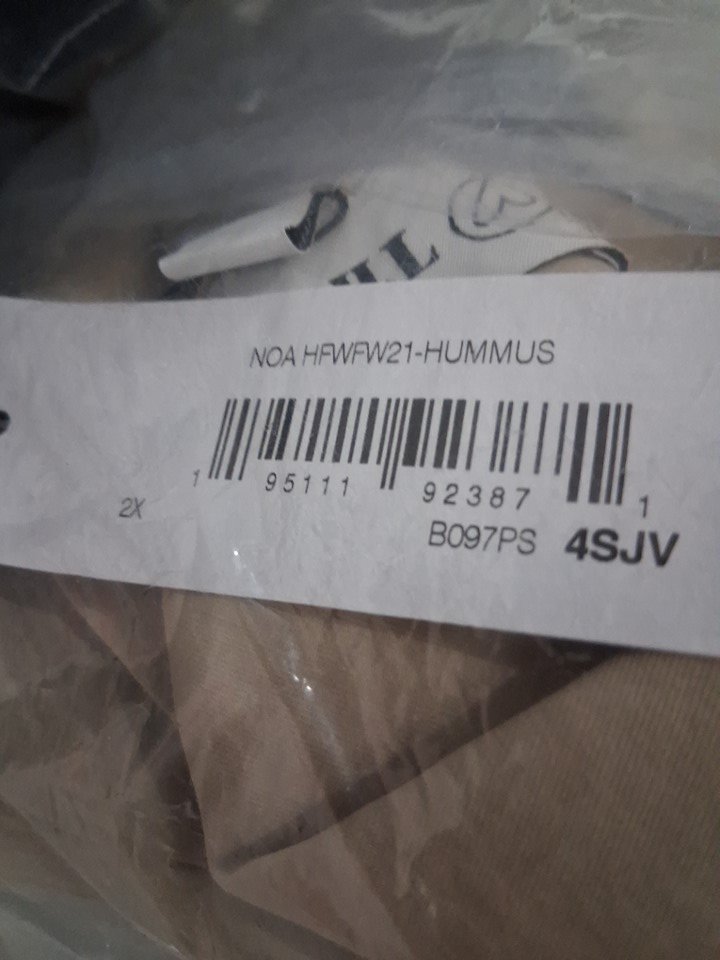 NOA HFWFW21-HUMMUS
1 95111 92387 1
2X
B097PS 4SJV